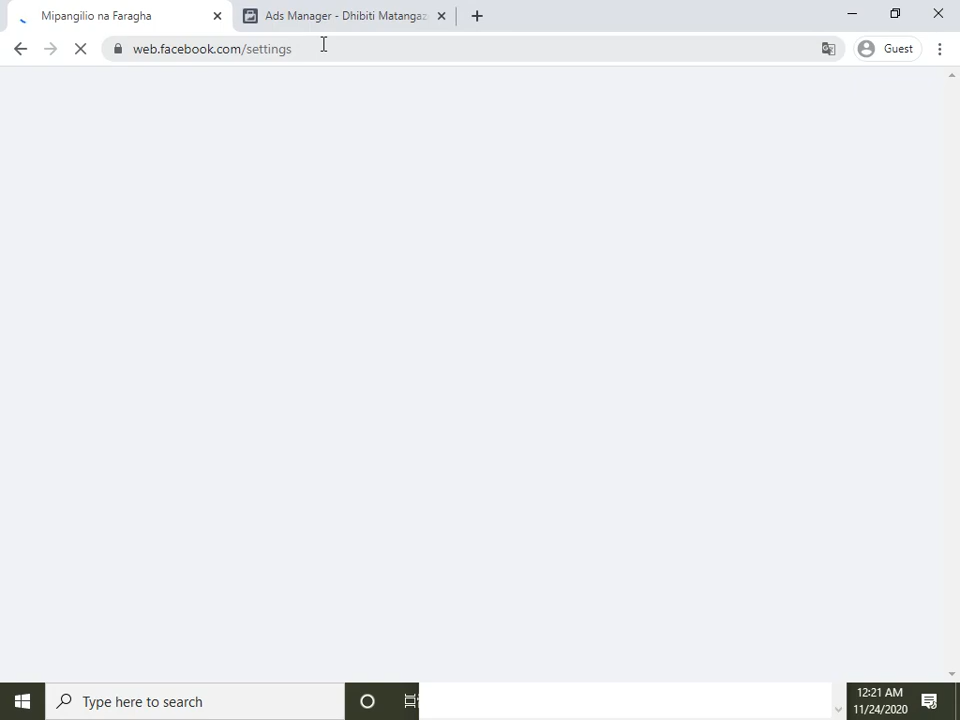 Mipangilio na Faragha
Ads Manager - Dhibiti Matangaz
web.facebook.com/settings
Guest
Type here to search
12:21 AM
11/24/2020